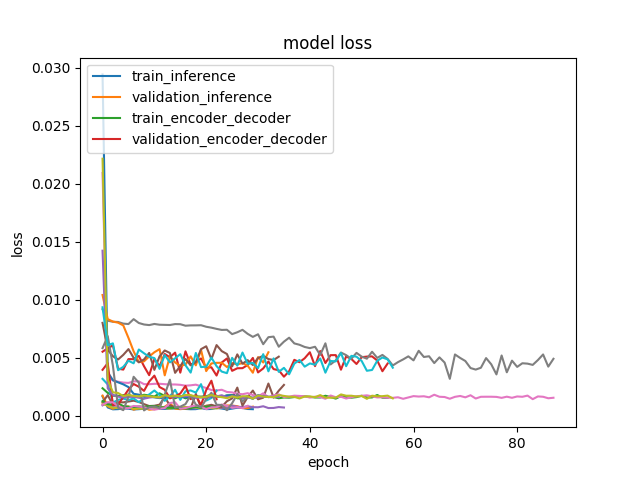 model loss
train_inference
validation_inference
train_encoder_decoder
validation_encoder_decoder
0.030
0.025
0.020
0.015
0.010
0.005
0.000
loss
0 20 40 60 80
epoch